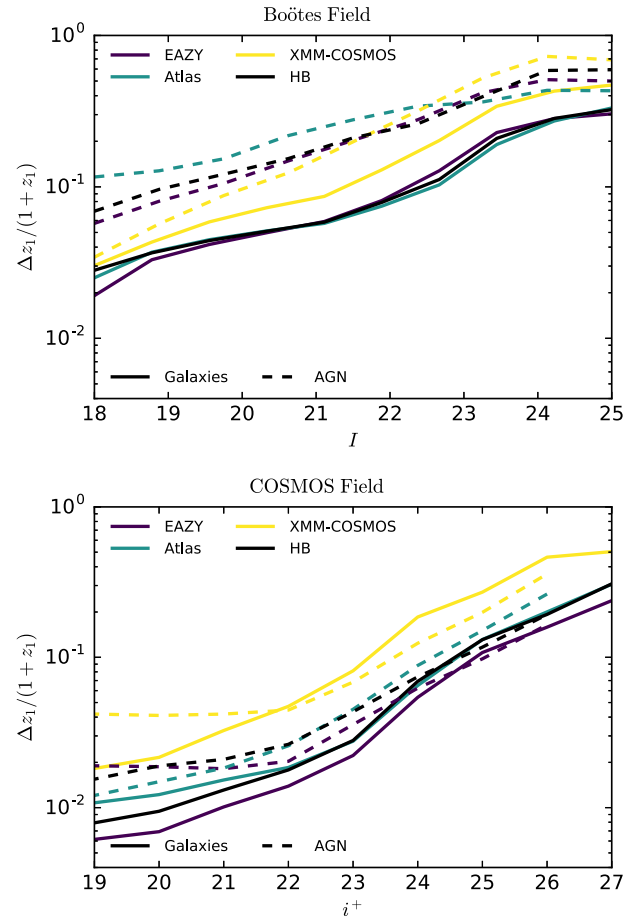 Boötes Field
10^0
EAZY XMM-COSMOS
Atlas HB
10^{-1}
Δz_1/(1 + z_1)
10^{-2}
Galaxies AGN
18 19 20 21 22 23 24 25
I
COSMOS Field
10^0
EAZY XMM-COSMOS
Atlas HB
10^{-1}
Δz_1/(1 + z_1)
10^{-2}
Galaxies AGN
19 20 21 22 23 24 25 26 27
i^+